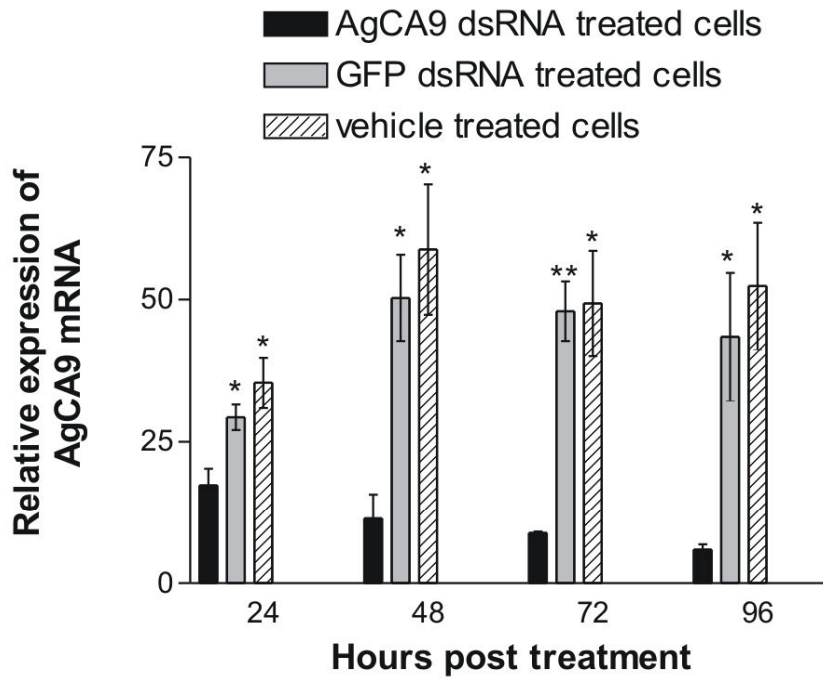 AgCA9 dsRNA treated cells
GFP dsRNA treated cells
vehicle treated cells
Relative expression of
AgCA9 mRNA
75
50
25
0
* * * * ** * * *
24 48 72 96
Hours post treatment